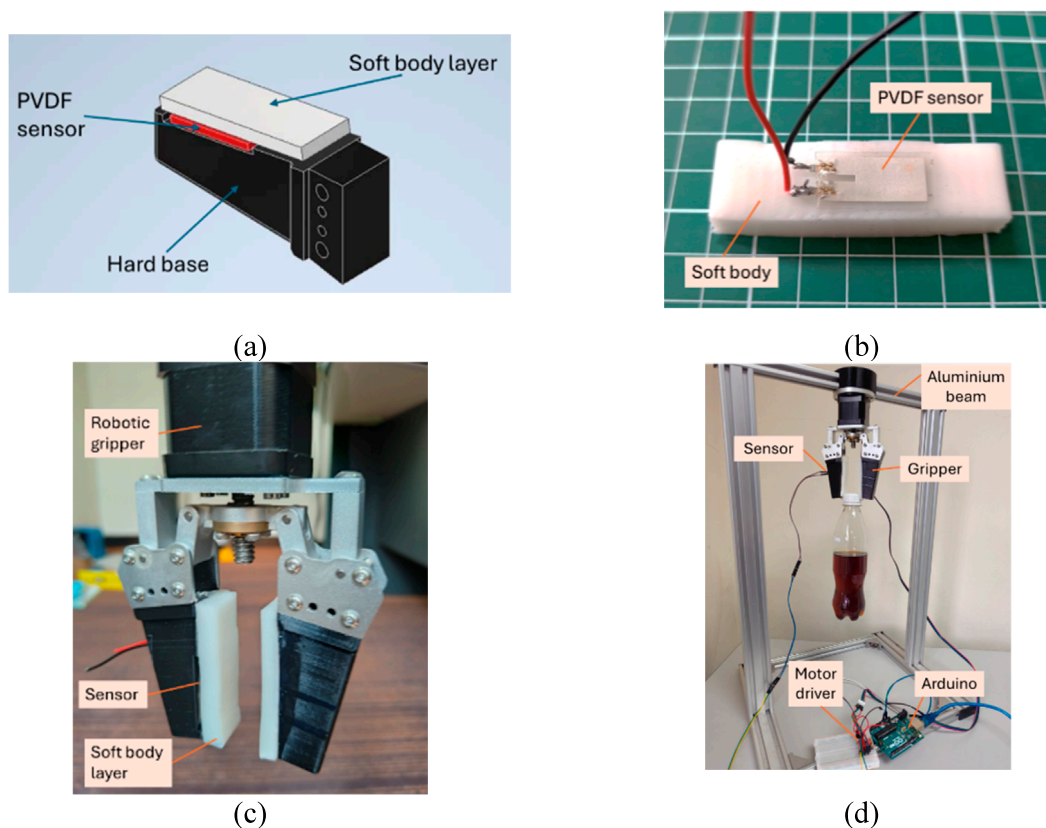 Soft body layer
PVDF
sensor
Hard base
(a)
PVDF sensor
Soft body
(b)
Robotic
gripper
Sensor
Soft body
layer
(c)
Aluminium
beam
Sensor
Gripper
Motor
driver
Arduino
(d)